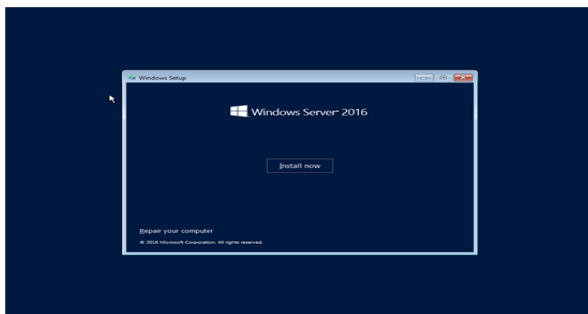 Windows Setup
Windows Server 2016
Install now
Repair your computer
© 2016 Microsoft Corporation. All rights reserved.